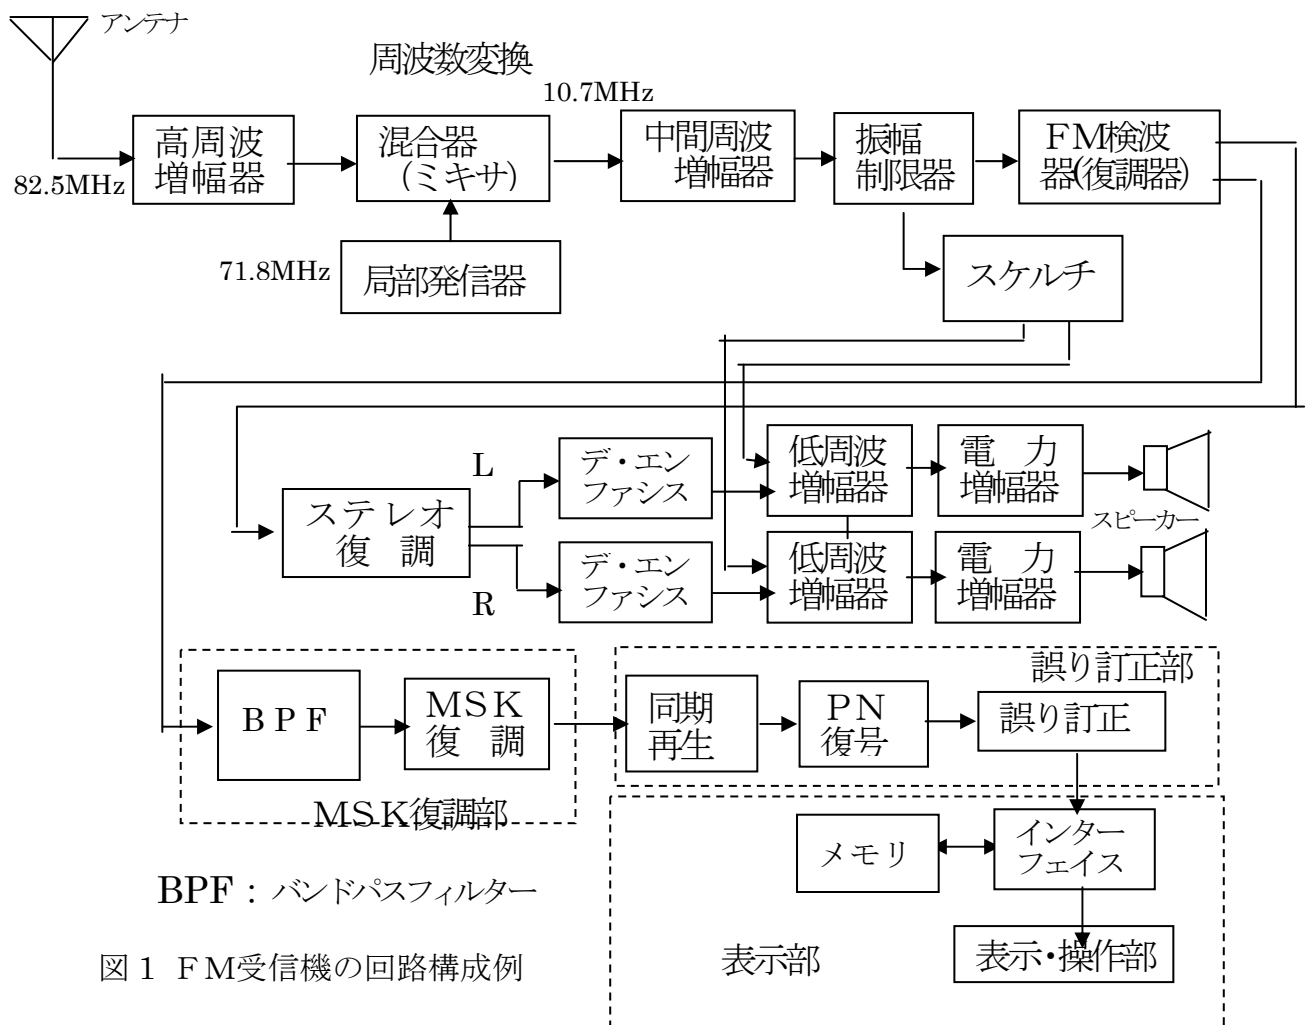 アンテナ
周波数変換
10.7MHz
高周波
増幅器
混合器
(ミキサ)
中間周波
増幅器
振幅
制限器
FM検波
器(復調器)
82.5MHz
71.8MHz
局部発信器
スケルチ
L
デ・エン
ファシス
低周波
増幅器
電力
増幅器
ステレオ
復調
スピーカー
R
デ・エン
ファシス
低周波
増幅器
電力
増幅器
誤り訂正部
BPF
MSK
復調
同期
再生
PN
復号
誤り訂正
MSK復調部
メモリ
インター
フェイス
BPF:バンドパスフィルター
表示部
表示・操作部
図1 FM受信機の回路構成例